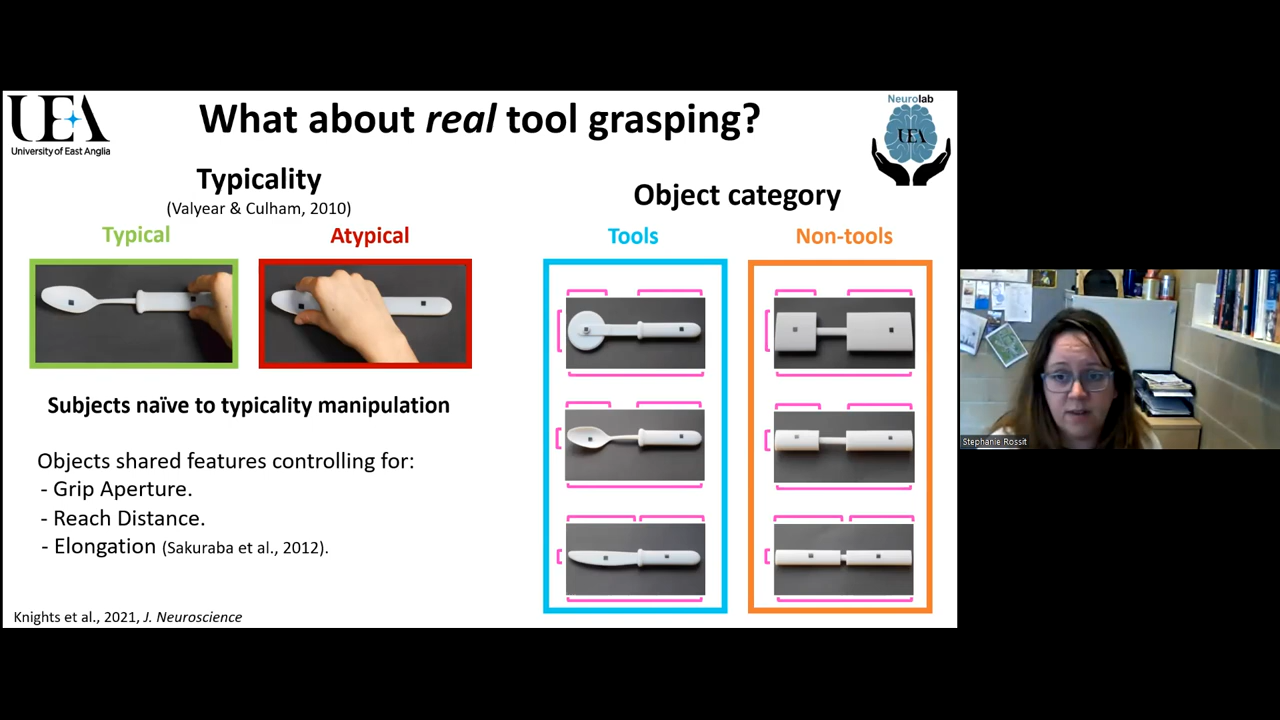 UEA
University of East Anglia
What about real tool grasping?
Neurolab
UEA
Typicality
(Valyear & Culham, 2010)
Typical
Atypical
Subjects naïve to typicality manipulation
Objects shared features controlling for:
- Grip Aperture.
- Reach Distance.
- Elongation (Sakuraba et al., 2012).
Knights et al., 2021, J. Neuroscience
Object category
Tools
Non-tools
Stephanie Rossit